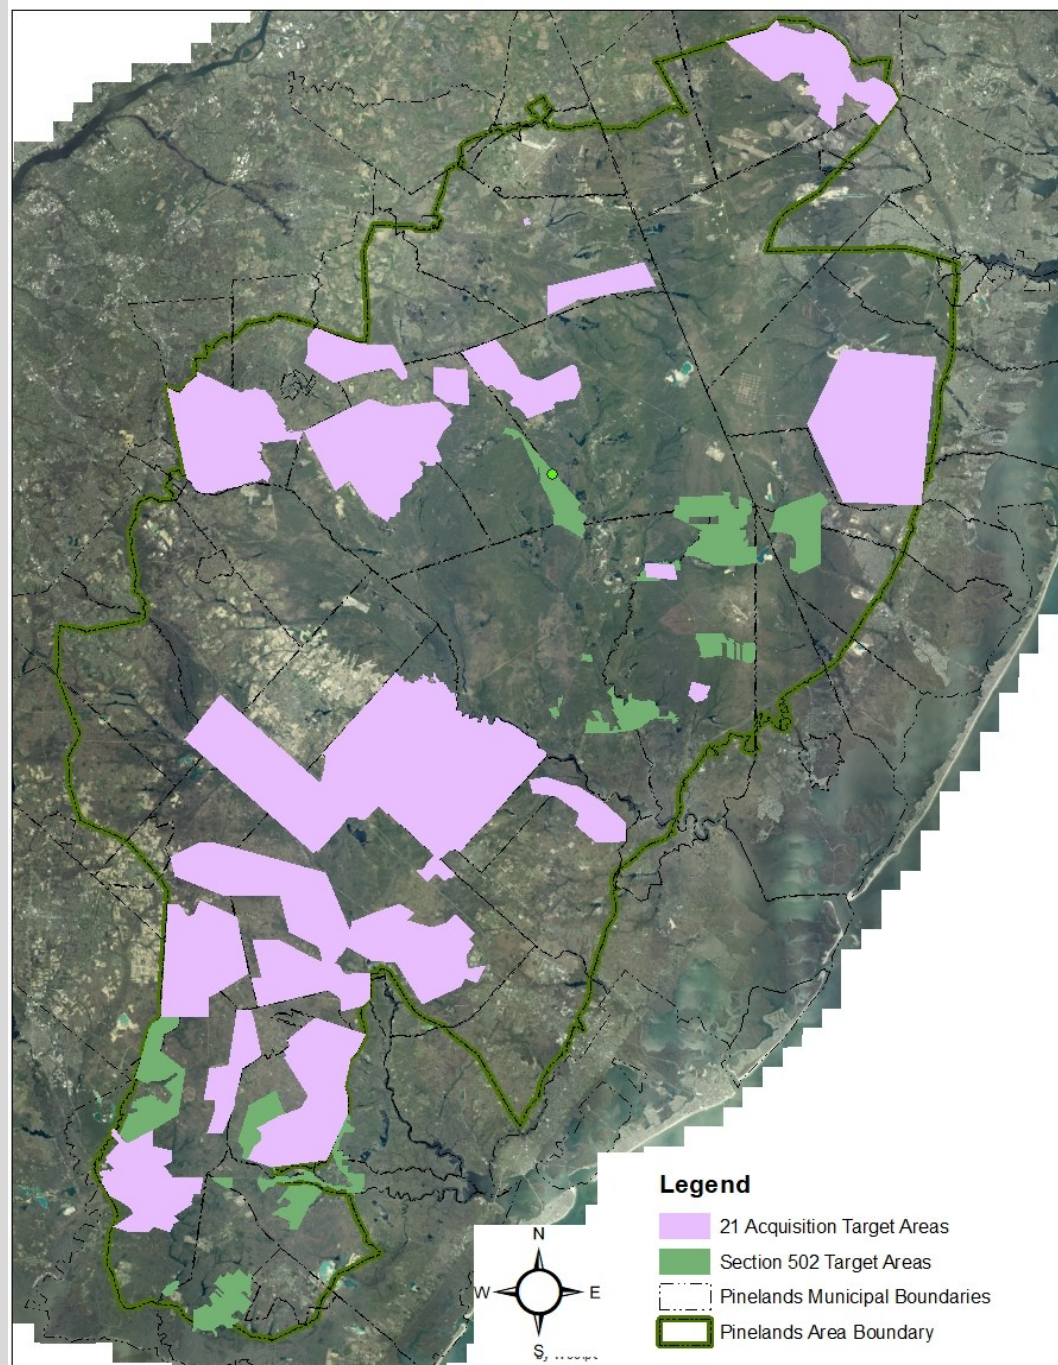 Legend
21 Acquisition Target Areas
Section 502 Target Areas
Pinelands Municipal Boundaries
Pinelands Area Boundary
N
W E
S